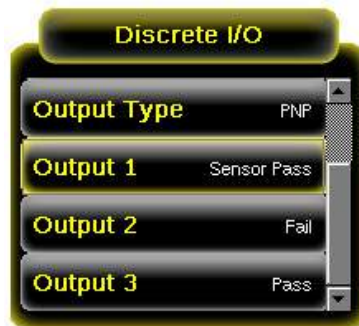 Discrete I/O
Output Type PNP
Output 1 Sensor Pass
Output 2 Fail
Output 3 Pass